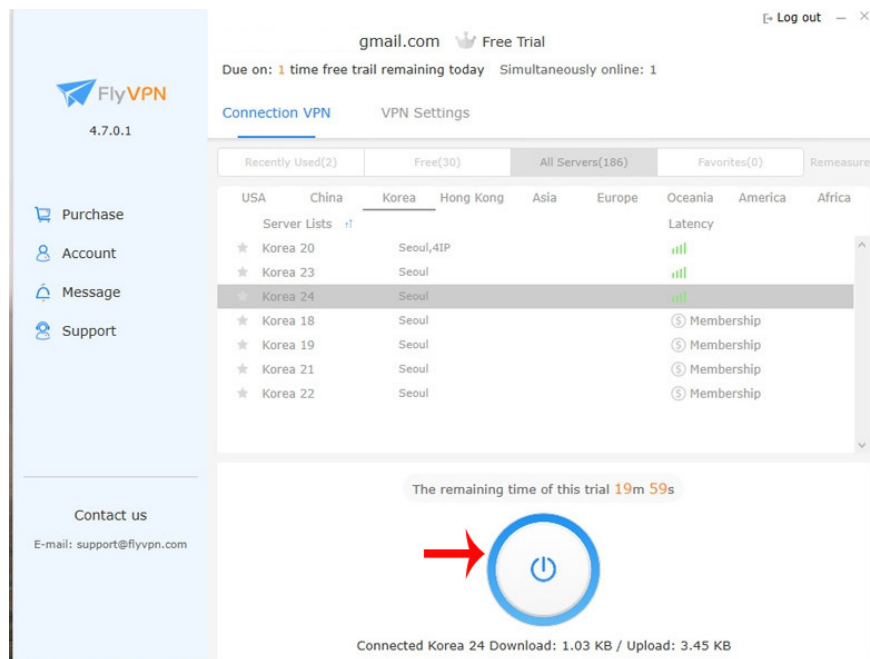 Log out
gmail.com Free Trial
Due on: 1 time free trail remaining today Simultaneously online: 1
FlyVPN
4.7.0.1
Connection VPN VPN Settings
Recently Used(2) Free(30) All Servers(186) Favorites(0) Remeasure
USA China Korea Hong Kong Asia Europe Oceania America Africa
Server Lists Latency
Korea 20 Seoul,4IP
Korea 23 Seoul
Korea 24 Seoul
Korea 18 Seoul Membership
Korea 19 Seoul Membership
Korea 21 Seoul Membership
Korea 22 Seoul Membership
Purchase
Account
Message
Support
Contact us
E-mail: support@flyvpn.com
The remaining time of this trial 19m 59s
Connected Korea 24 Download: 1.03 KB / Upload: 3.45 KB